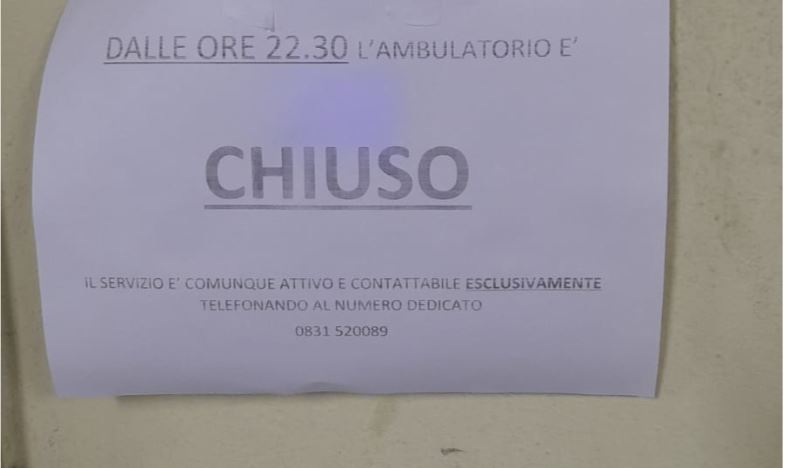 DALLE ORE 22.30 L'AMBULATORIO E'
CHIUSO
IL SERVIZIO E' COMUNQUE ATTIVO E CONTATTABILE ESCLUSIVAMENTE
TELEFONANDO AL NUMERO DEDICATO
0831 520089